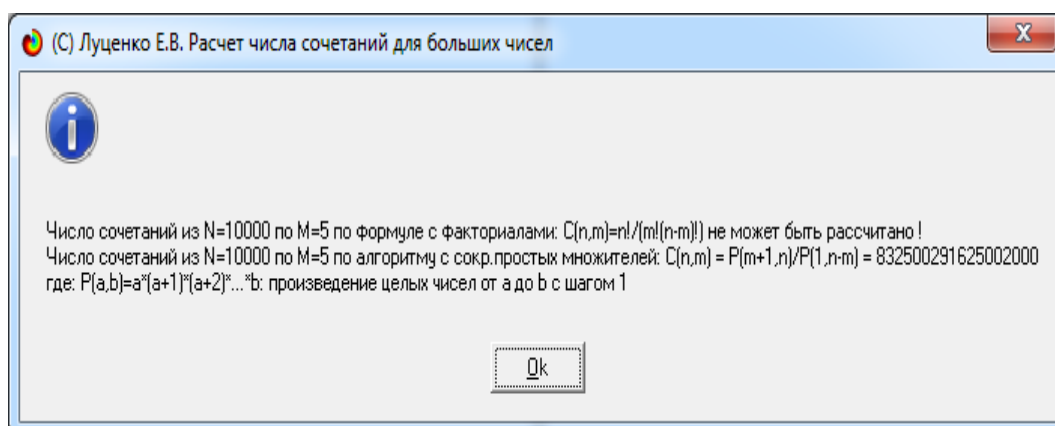 (C) Луценко Е.В. Расчет числа сочетаний для больших чисел
X
Число сочетаний из N=10000 по M=5 по формуле с факториалами: C(n,m)=n!/(m!(n-m)!) не может быть рассчитано !
Число сочетаний из N=10000 по M=5 по алгоритму с сокр.простых множителей: C(n,m) = P(m+1,n)/P(1,n-m) = 832500291625002000
где: P(a,b)=a*(a+1)*(a+2)*...*b: произведение целых чисел от a до b с шагом 1
Ok